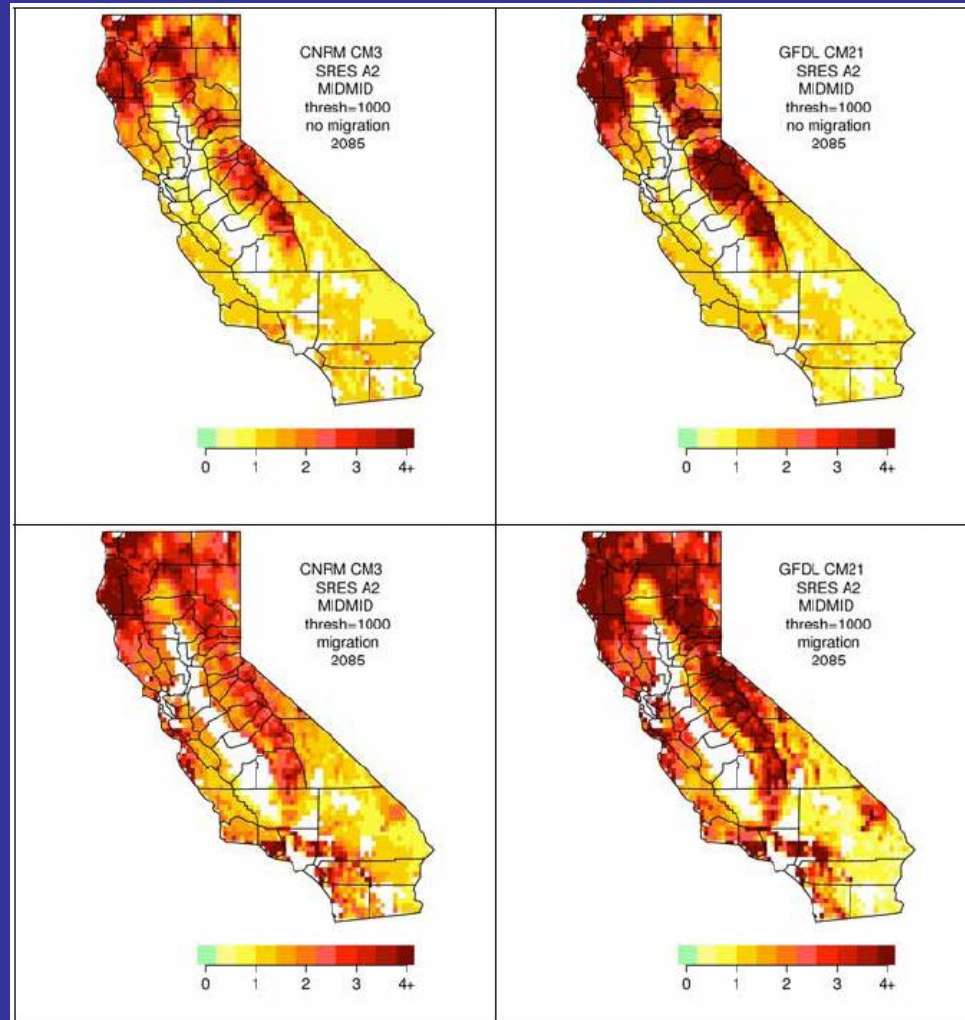 CNRM CM3
SRES A2
MIDMID
thresh=1000
no migration
2085
0 1 2 3 4+
GFDL CM21
SRES A2
MIDMID
thresh=1000
no migration
2085
0 1 2 3 4+
CNRM CM3
SRES A2
MIDMID
thresh=1000
migration
2085
0 1 2 3 4+
GFDL CM21
SRES A2
MIDMID
thresh=1000
migration
2085
0 1 2 3 4+